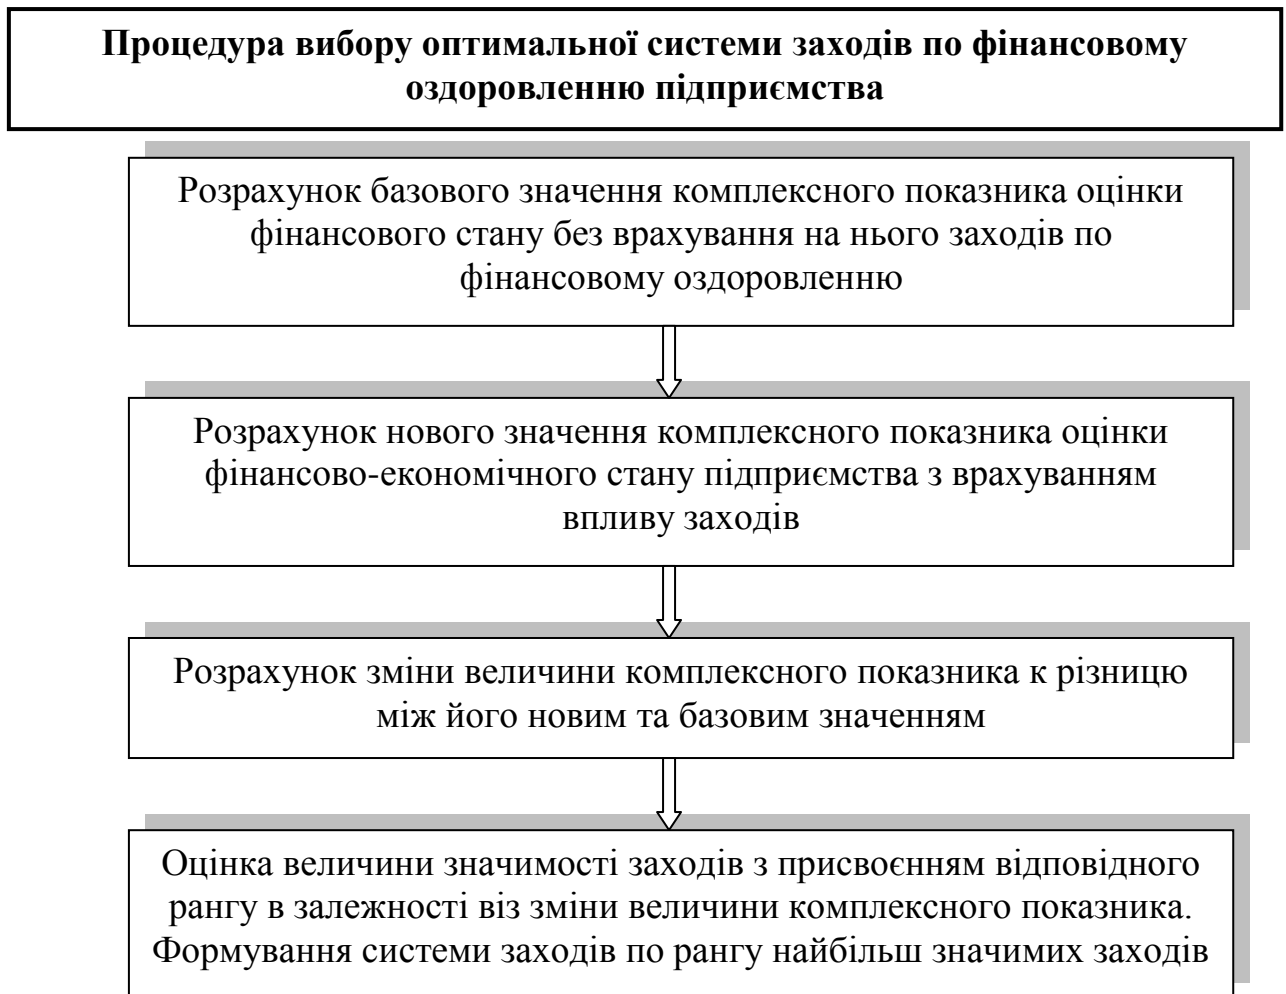 Процедура вибору оптимальної системи заходів по фінансовому
оздоровленню підприємства
Розрахунок базового значення комплексного показника оцінки
фінансового стану без врахування на нього заходів по
фінансовому оздоровленню
Розрахунок нового значення комплексного показника оцінки
фінансово-економічного стану підприємства з врахуванням
впливу заходів
Розрахунок зміни величини комплексного показника к різницю
між його новим та базовим значенням
Оцінка величини значимості заходів з присвоєнням відповідного
рангу в залежності віз зміни величини комплексного показника.
Формування системи заходів по рангу найбільш значимих заходів